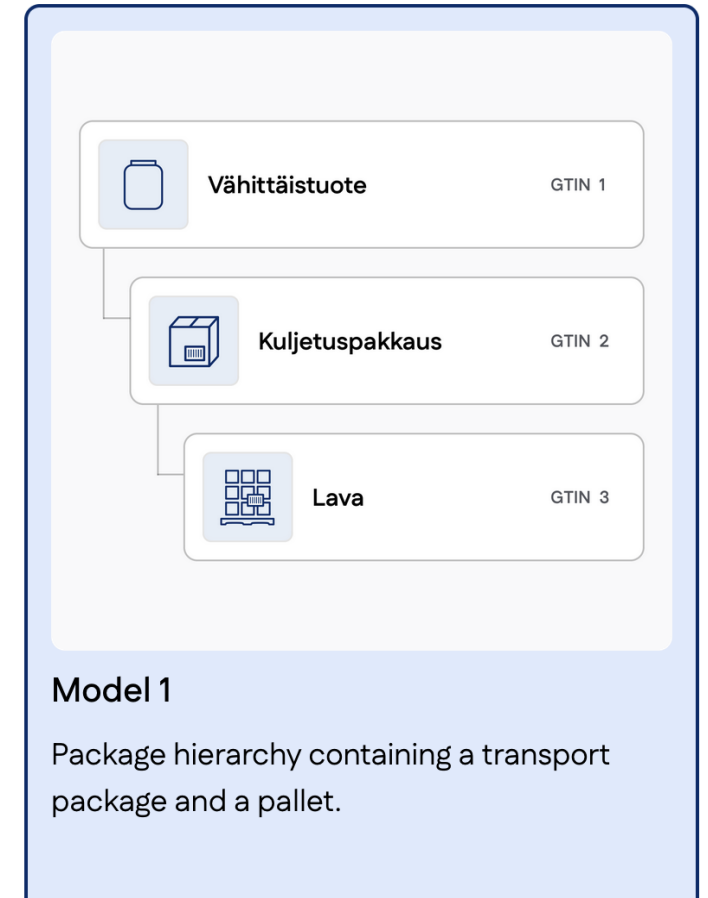 Vähittäistuote GTIN 1
Kuljetuspakkaus GTIN 2
Lava GTIN 3
Model 1
Package hierarchy containing a transport
package and a pallet.